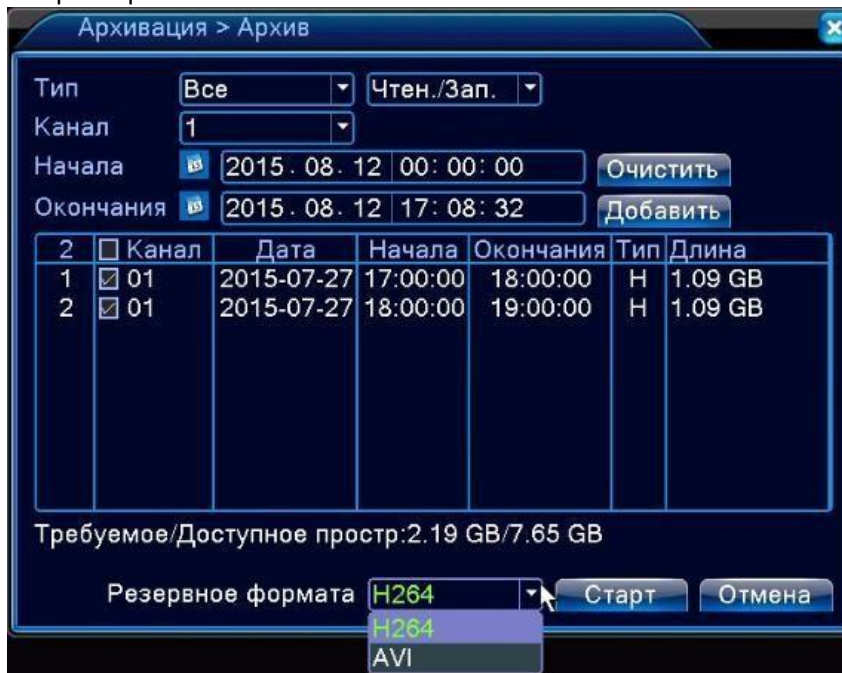 Архивация > Архив
Тип Все Чтен./Зап.
Канал 1
Начала 2015.08.12 00:00:00 Очистить
Окончания 2015.08.12 17:08:32 Добавить
2 Канал Дата Начала Окончания Тип Длина
1 01 2015-07-27 17:00:00 18:00:00 H 1.09 GB
2 01 2015-07-27 18:00:00 19:00:00 H 1.09 GB
Требуемое/Доступное простр:2.19 GB/7.65 GB
Резервное формата H264 Старт Отмена
H264
AVI